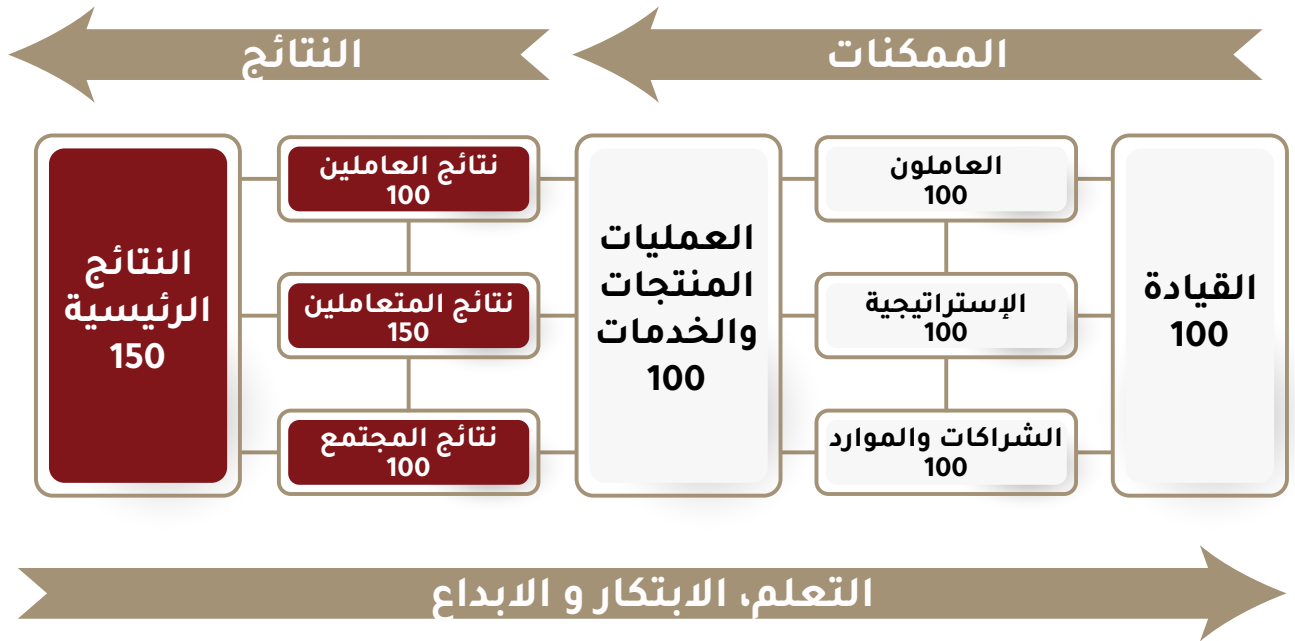 الممكنات
النتائج
القيادة
100
العاملون
100
الإستراتيجية
100
الشراكات والموارد
100
العمليات
المنتجات
والخدمات
100
نتائج العاملين
100
نتائج المتعاملين
150
نتائج المجتمع
100
النتائج
الرئيسية
150
التعلم، الابتكار و الابداع